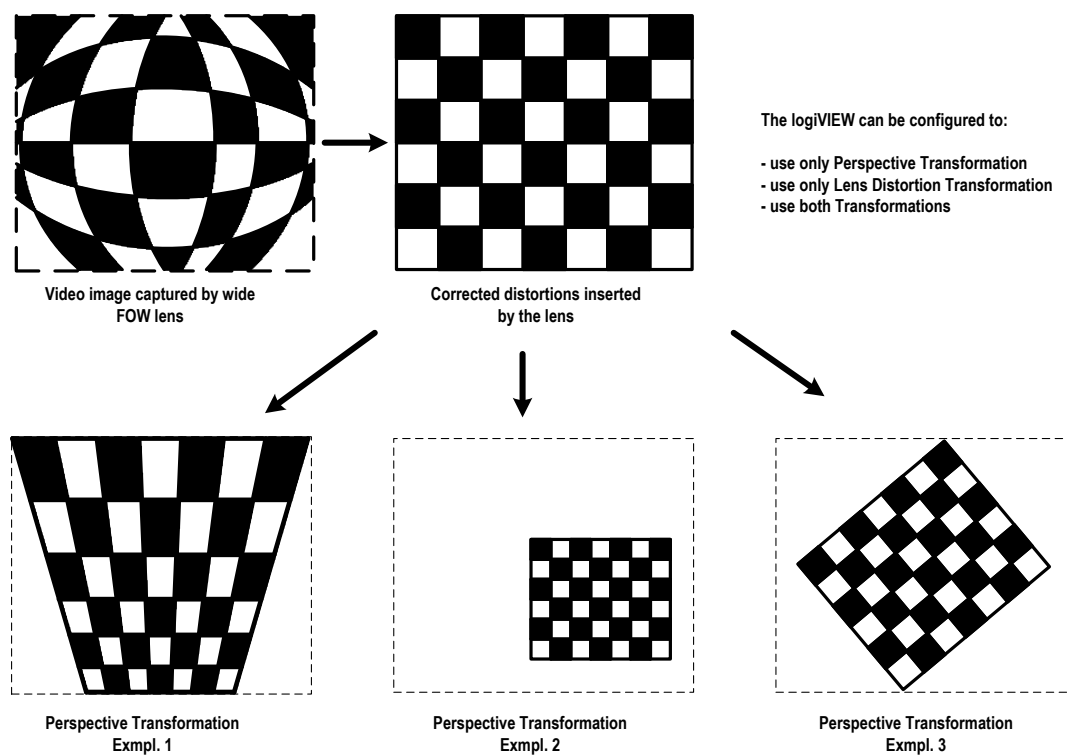 The logiVIEW can be configured to:
- use only Perspective Transformation
- use only Lens Distortion Transformation
- use both Transformations
Video image captured by wide
FOW lens
Corrected distortions inserted
by the lens
Perspective Transformation
Exmpl. 1
Perspective Transformation
Exmpl. 2
Perspective Transformation
Exmpl. 3